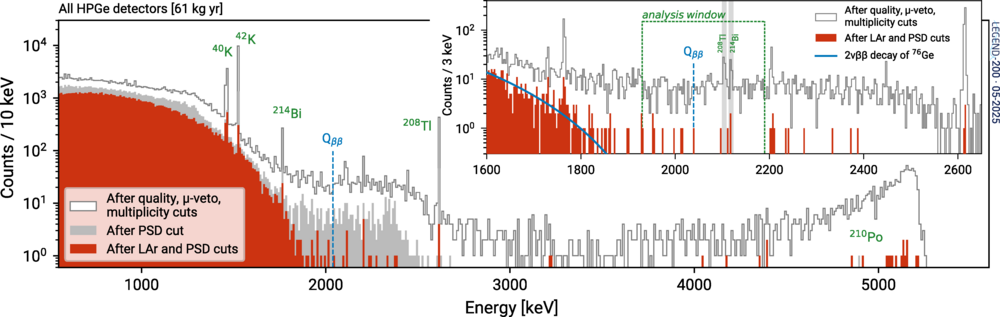 All HPGe detectors [61 kg yr]
Counts / 10 keV
10⁴
10³
10²
10¹
10⁰
⁴⁰K
⁴²K
²¹⁴Bi
Qββ
²⁰⁸Tl
²¹⁰Po
After quality, μ-veto,
multiplicity cuts
After PSD cut
After LAr and PSD cuts
1000
2000
3000
4000
5000
Energy [keV]
Counts / 3 keV
10²
10¹
10⁰
analysis window
Qββ
²⁰⁸Tl
²¹⁴Bi
After quality, μ-veto,
multiplicity cuts
After LAr and PSD cuts
2νββ decay of ⁷⁶Ge
1600
1800
2000
2200
2400
2600
LEGEND-200 05-2025